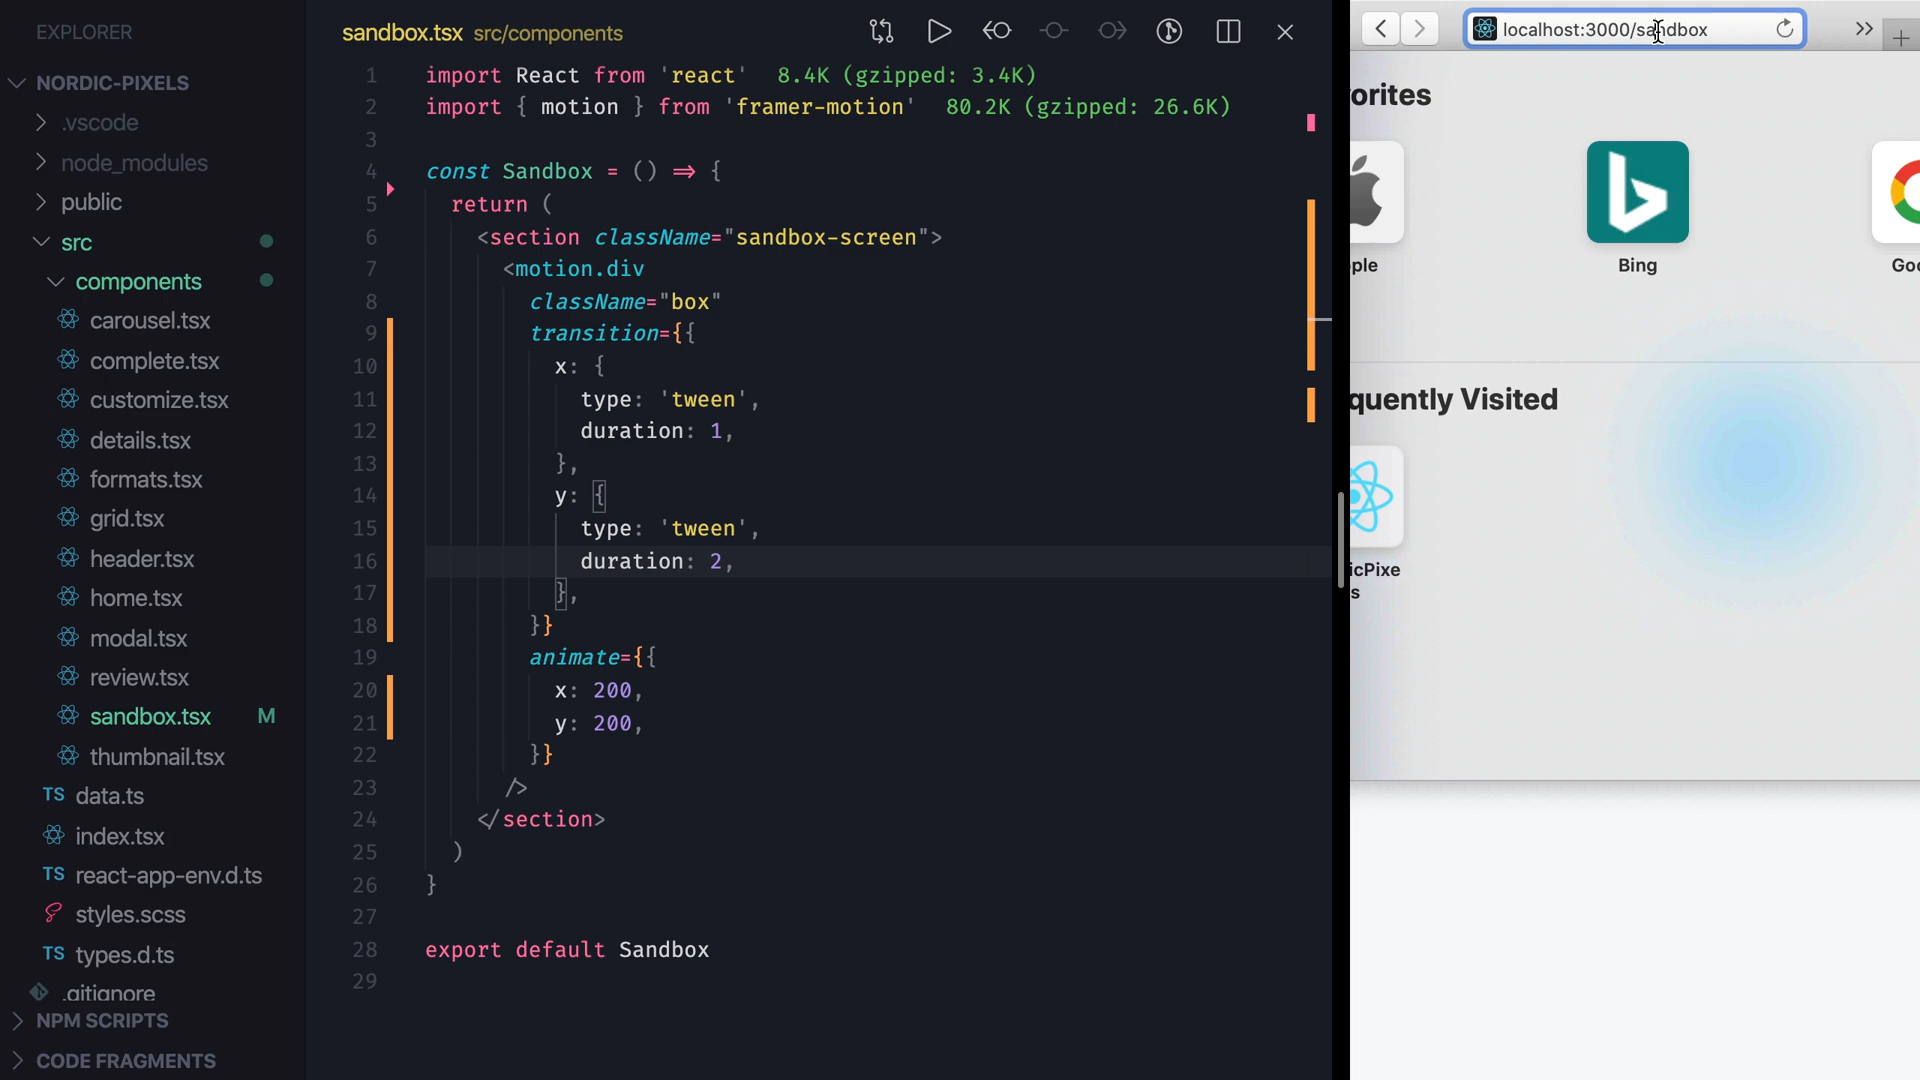 EXPLORER
NORDIC-PIXELS
.vscode
node_modules
public
src
components
carousel.tsx
complete.tsx
customize.tsx
details.tsx
formats.tsx
grid.tsx
header.tsx
home.tsx
modal.tsx
review.tsx
sandbox.tsx M
thumbnail.tsx
TS data.ts
index.tsx
TS react-app-env.d.ts
styles.scss
TS types.d.ts
.gitignore
NPM SCRIPTS
CODE FRAGMENTS
sandbox.tsx src/components
1 import React from 'react' 8.4K (gzipped: 3.4K)
2 import { motion } from 'framer-motion' 80.2K (gzipped: 26.6K)
3
4 const Sandbox = () => {
5 return (
6 <section className="sandbox-screen">
7 <motion.div
8 className="box"
9 transition={{
10 x: {
11 type: 'tween',
12 duration: 1,
13 },
14 y: {
15 type: 'tween',
16 duration: 2,
17 },
18 }}
19 animate={{
20 x: 200,
21 y: 200,
22 }}
23 />
24 </section>
25 )
26 }
27
28 export default Sandbox
29
localhost:3000/sandbox
orites
ple
Bing
Goo
quently Visited
icPixe
s